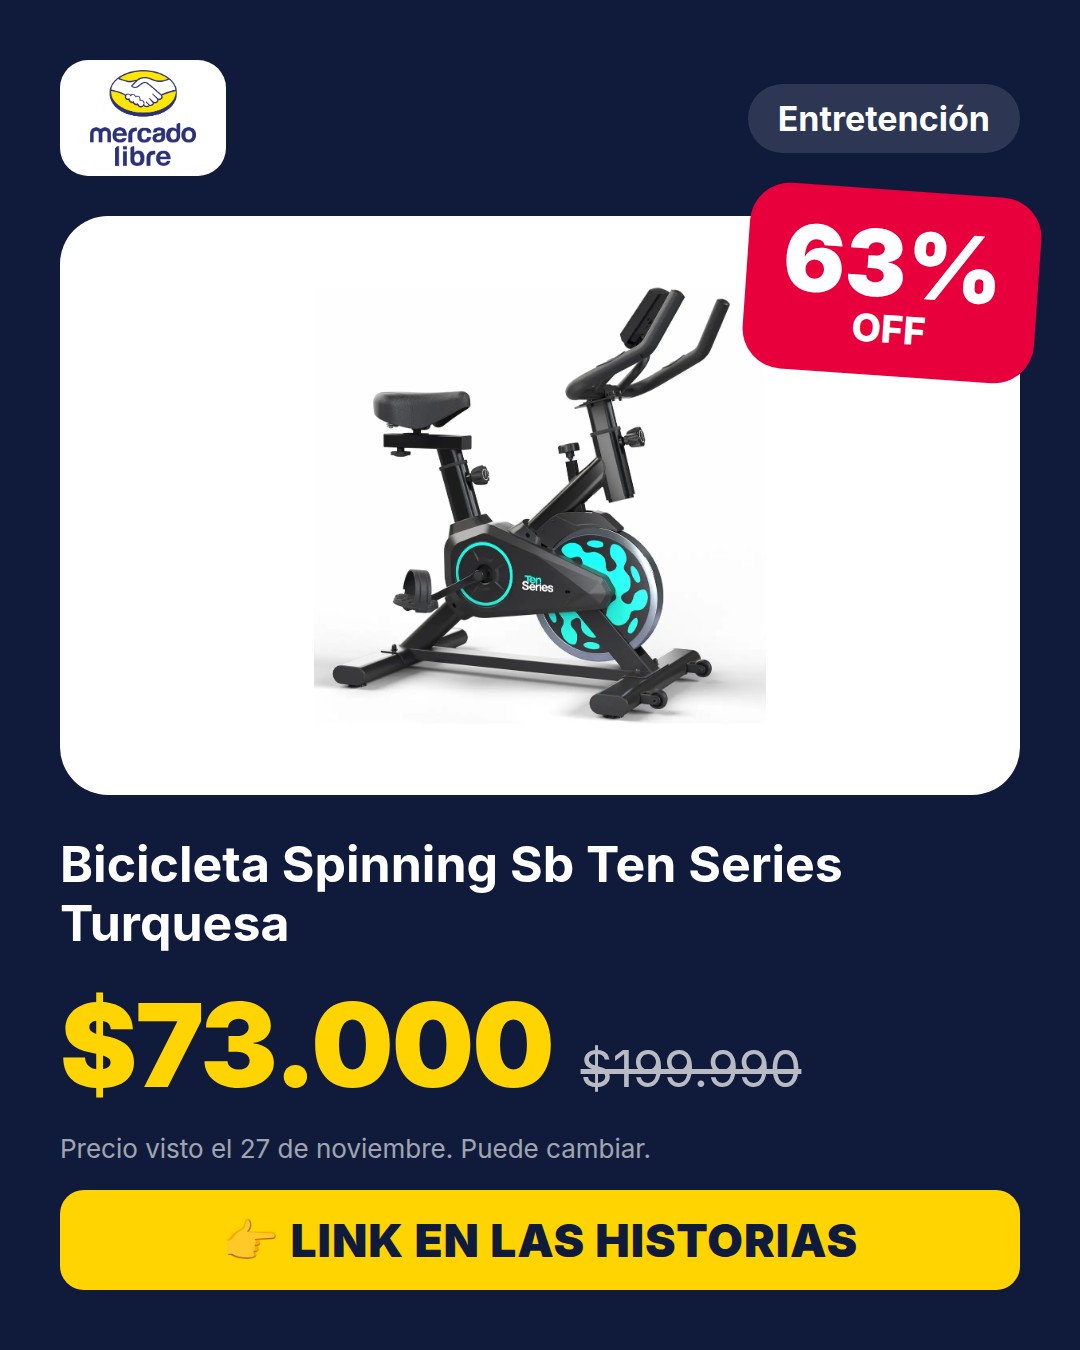 mercado
libre
Entretención
63%
OFF
Ten
Series
Bicicleta Spinning Sb Ten Series
Turquesa
$73.000 $199.990
Precio visto el 27 de noviembre. Puede cambiar.
👉 LINK EN LAS HISTORIAS